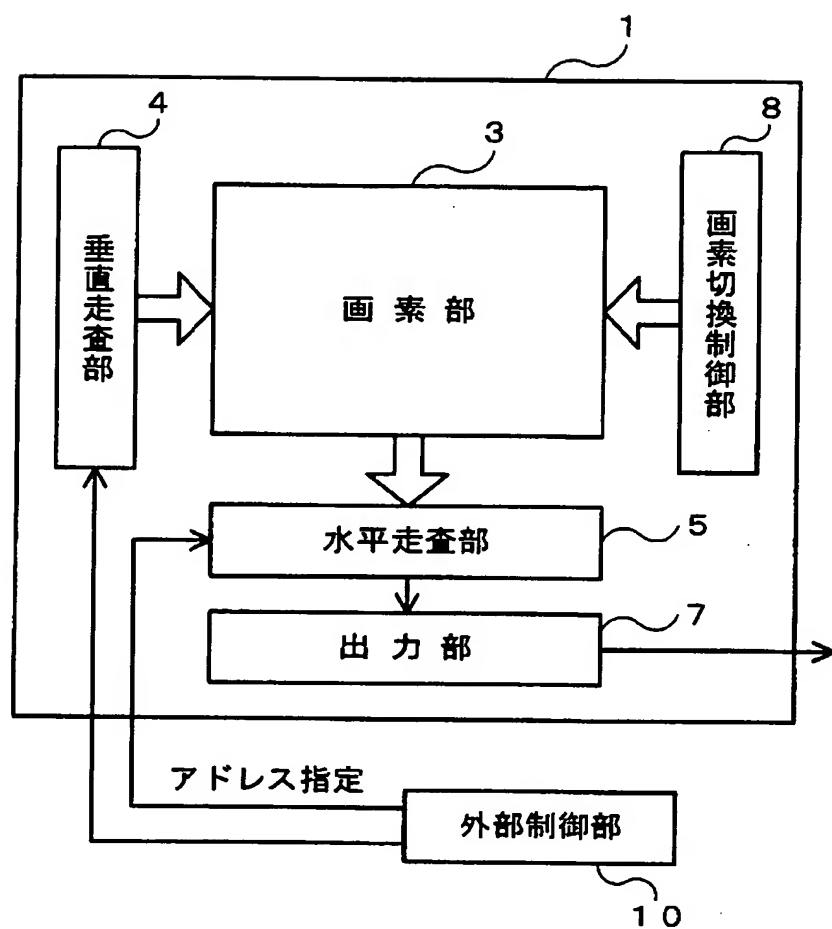 1
4
3
8
垂直走査部
画素部
画素切換制御部
水平走査部
5
出力部
7
アドレス指定
外部制御部
10